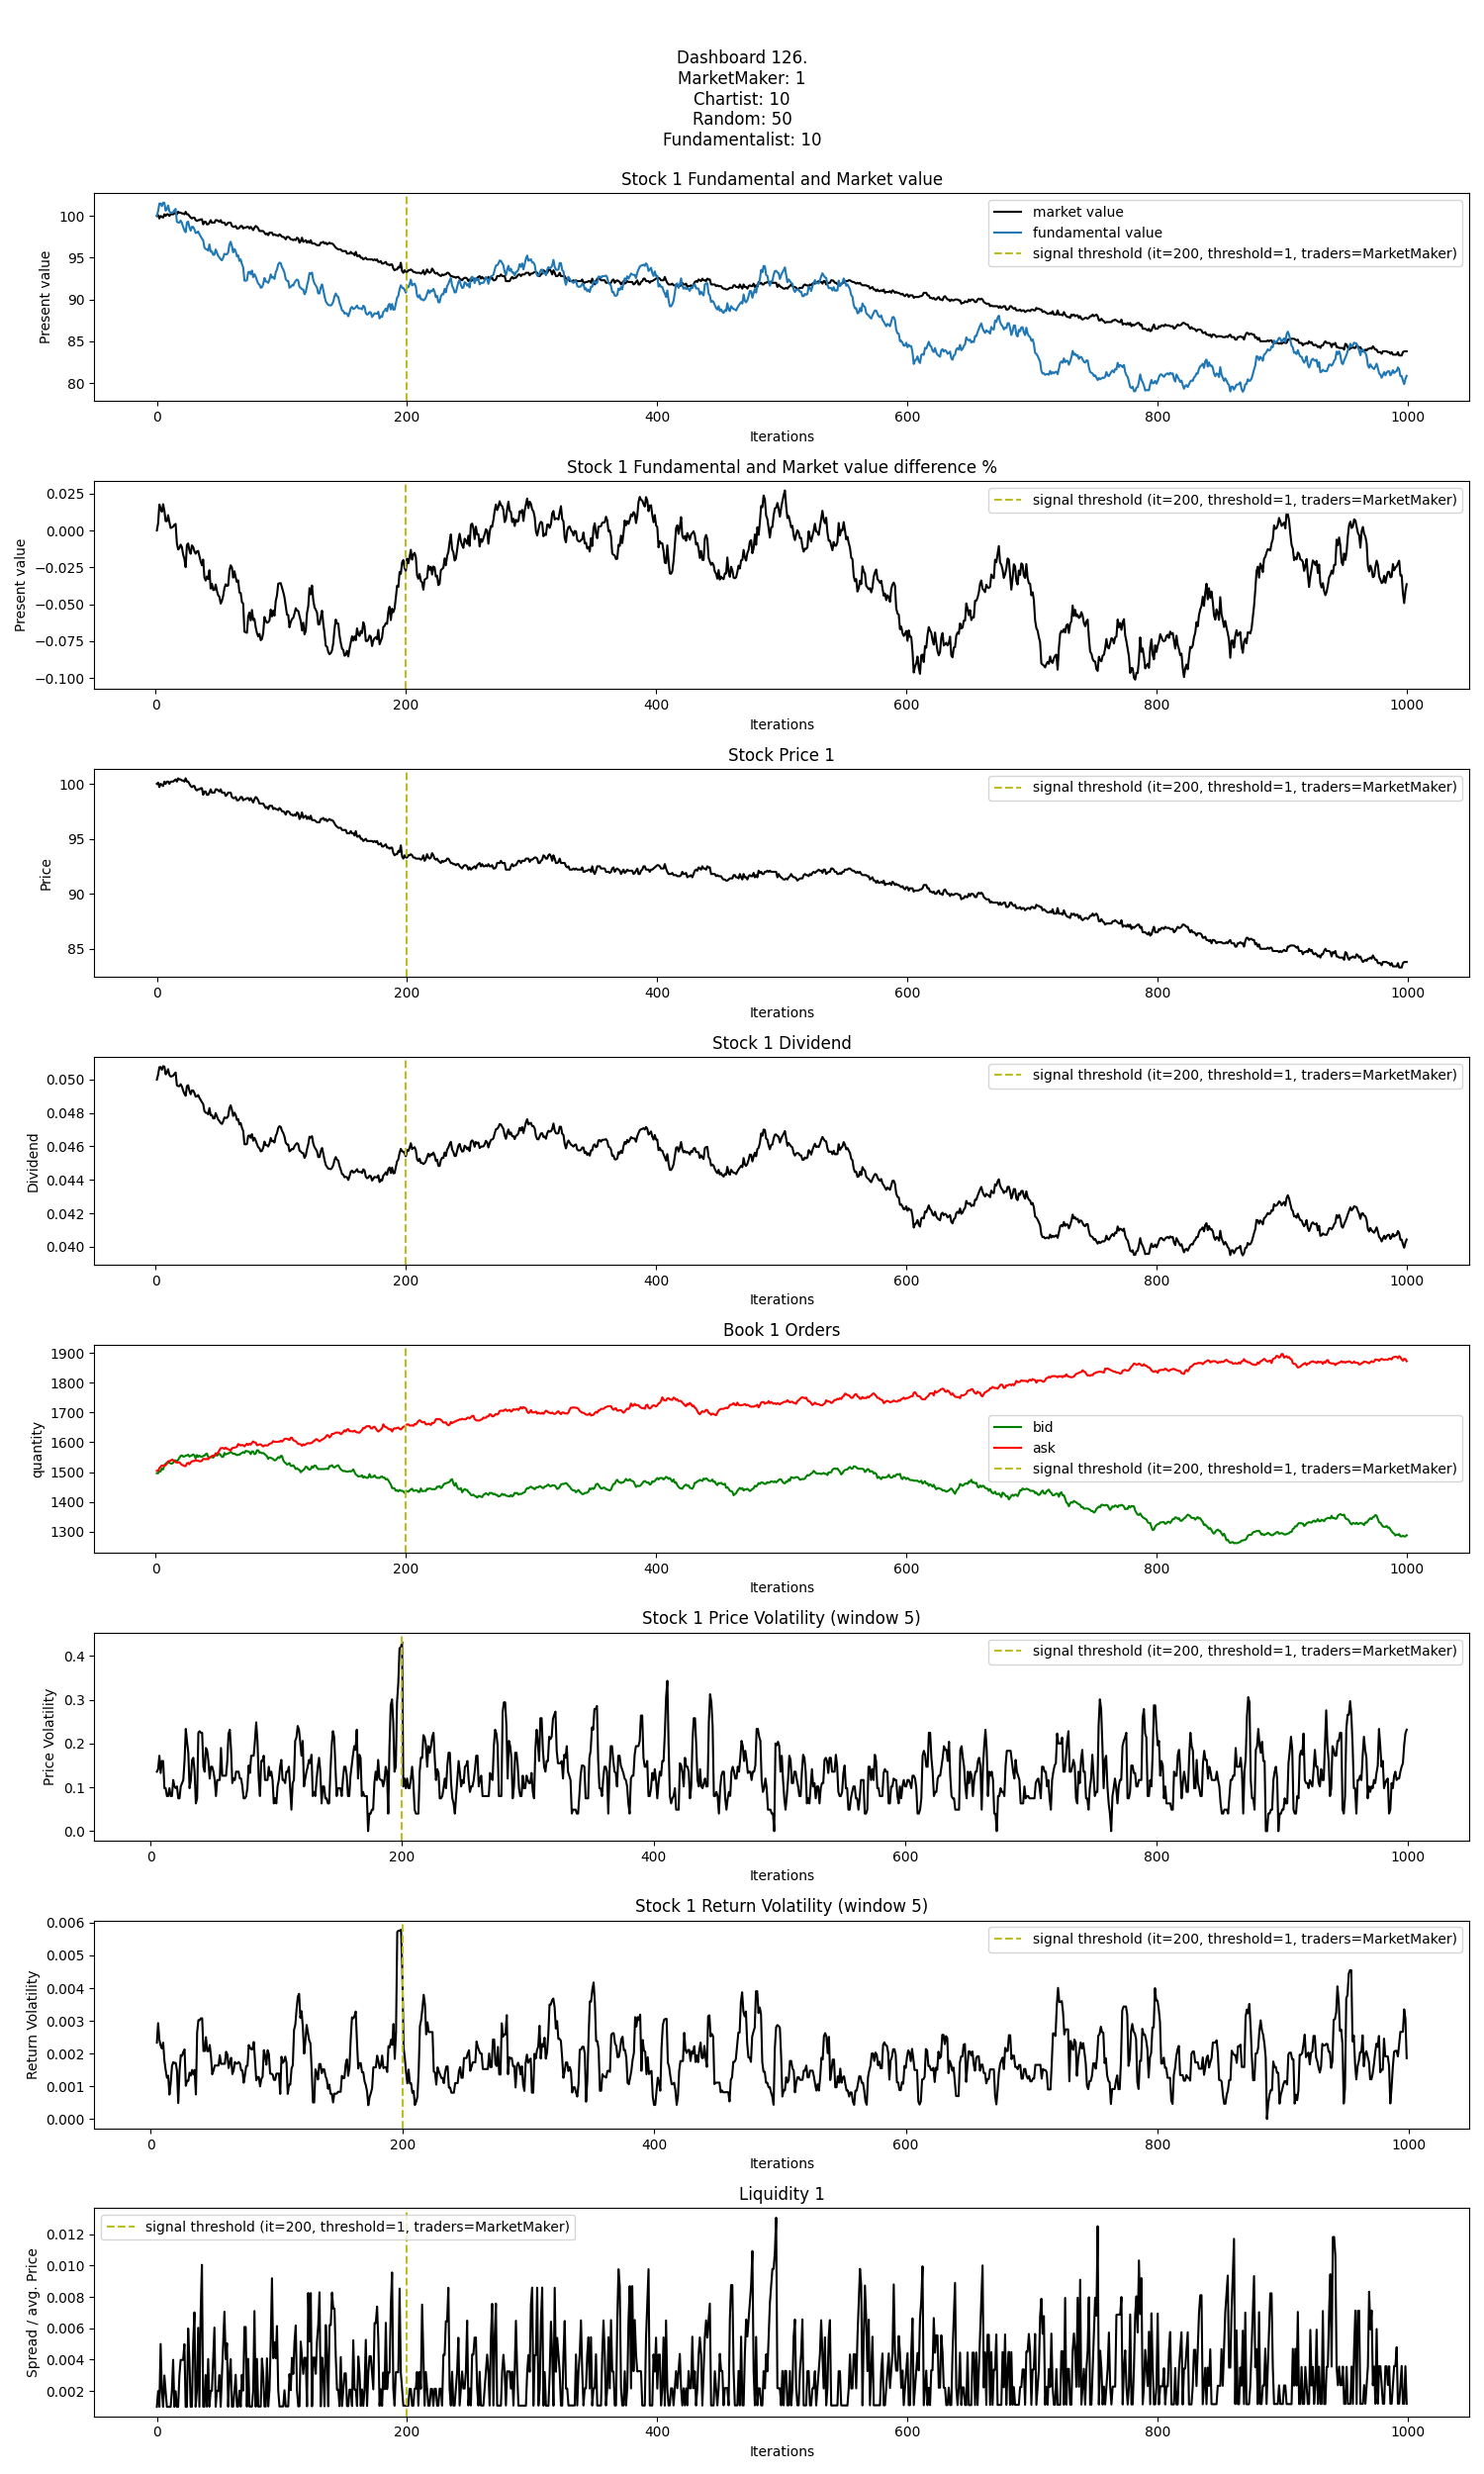 Dashboard 126.
MarketMaker: 1
Chartist: 10
Random: 50
Fundamentalist: 10
Stock 1 Fundamental and Market value
Present value
100
95
90
85
80
market value
fundamental value
signal threshold (it=200, threshold=1, traders=MarketMaker)
0 200 400 600 800 1000
Iterations
Stock 1 Fundamental and Market value difference %
Present value
0.025
0.000
−0.025
−0.050
−0.075
−0.100
signal threshold (it=200, threshold=1, traders=MarketMaker)
0 200 400 600 800 1000
Iterations
Stock Price 1
Price
100
95
90
85
signal threshold (it=200, threshold=1, traders=MarketMaker)
0 200 400 600 800 1000
Iterations
Stock 1 Dividend
Dividend
0.050
0.048
0.046
0.044
0.042
0.040
signal threshold (it=200, threshold=1, traders=MarketMaker)
0 200 400 600 800 1000
Iterations
Book 1 Orders
quantity
1900
1800
1700
1600
1500
1400
1300
bid
ask
signal threshold (it=200, threshold=1, traders=MarketMaker)
0 200 400 600 800 1000
Iterations
Stock 1 Price Volatility (window 5)
Price Volatility
0.4
0.3
0.2
0.1
0.0
signal threshold (it=200, threshold=1, traders=MarketMaker)
0 200 400 600 800 1000
Iterations
Stock 1 Return Volatility (window 5)
Return Volatility
0.006
0.005
0.004
0.003
0.002
0.001
0.000
signal threshold (it=200, threshold=1, traders=MarketMaker)
0 200 400 600 800 1000
Iterations
Liquidity 1
Spread / avg. Price
0.012
0.010
0.008
0.006
0.004
0.002
signal threshold (it=200, threshold=1, traders=MarketMaker)
0 200 400 600 800 1000
Iterations